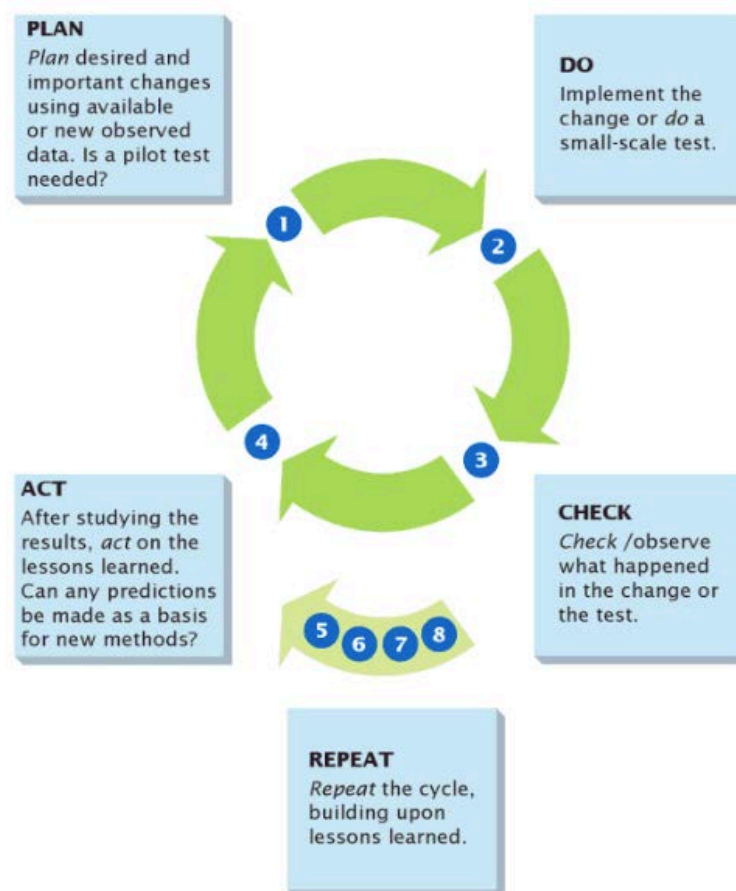 PLAN
Plan desired and
important changes
using available
or new observed
data. Is a pilot test
needed?
DO
Implement the
change or do a
small-scale test.
1
2
4
3
ACT
After studying the
results, act on the
lessons learned.
Can any predictions
be made as a basis
for new methods?
CHECK
Check /observe
what happened
in the change or
the test.
5 6 7 8
REPEAT
Repeat the cycle,
building upon
lessons learned.